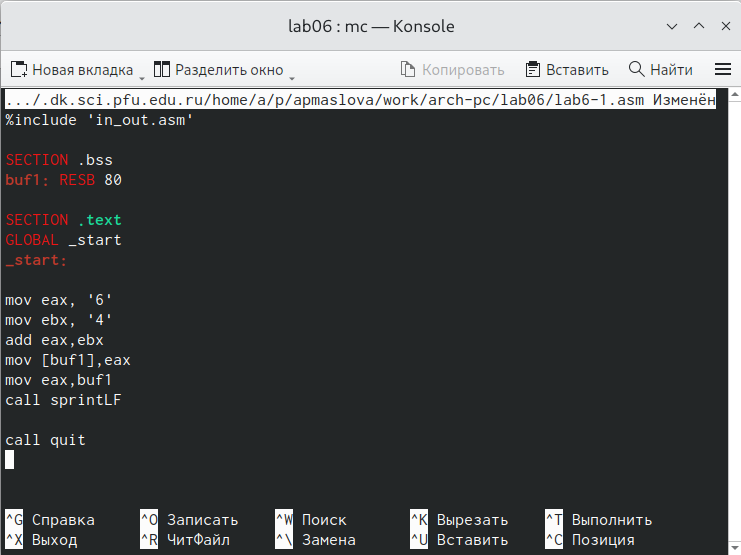 lab06 : mc — Konsole
Новая вкладка Разделить окно Копировать Вставить Найти
.../.dk.sci.pfu.edu.ru/home/a/p/apmaslova/work/arch-pc/lab06/lab6-1.asm Изменён
%include 'in_out.asm'
SECTION .bss
buf1: RESB 80
SECTION .text
GLOBAL _start
_start:
mov eax, '6'
mov ebx, '4'
add eax,ebx
mov [buf1],eax
mov eax,buf1
call sprintLF
call quit
^G Справка ^O Записать ^W Поиск ^K Вырезать ^T Выполнить
^X Выход ^R ЧитФайл ^\ Замена ^U Вставить ^C Позиция